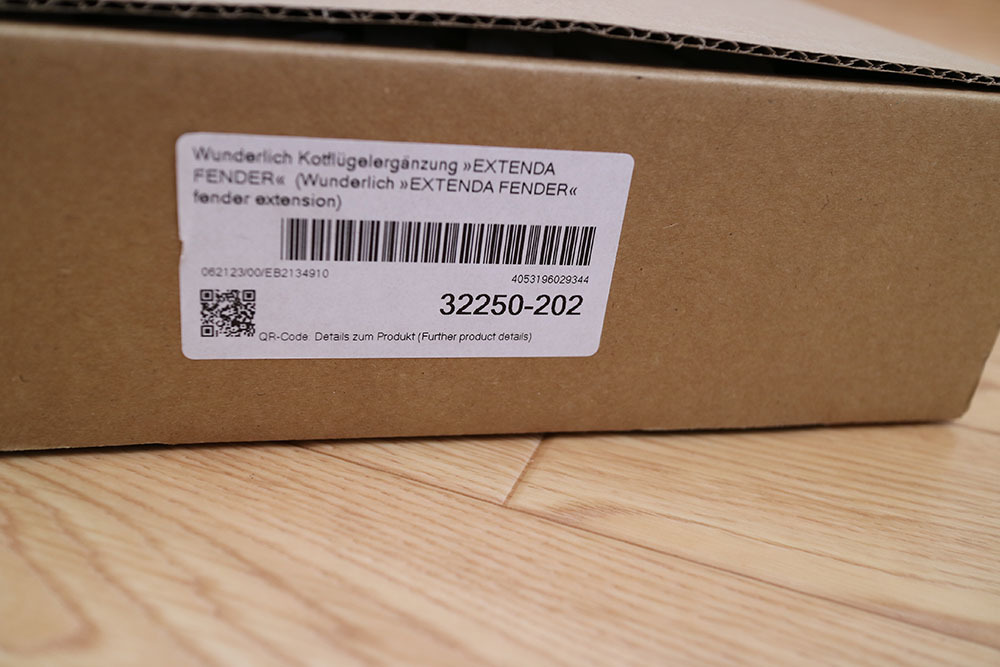 Wunderlich Kotflügelergänzung »EXTENDA
FENDER« (Wunderlich »EXTENDA FENDER«
fender extension)
062123/00/EB2134910
4053196029344
32250-202
QR-Code: Details zum Produkt (Further product details)